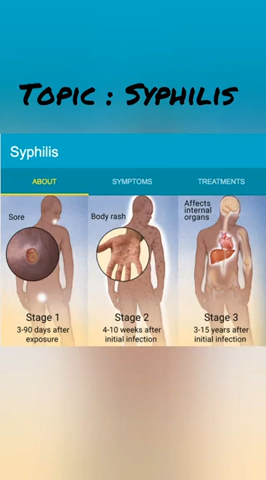 TOPIC : SYPHILIS
Syphilis
ABOUT
SYMPTOMS
TREATMENTS
Sore
Body rash
Affects
internal
organs
Stage 1
3-90 days after
exposure
Stage 2
4-10 weeks after
initial infection
Stage 3
3-15 years after
initial infection